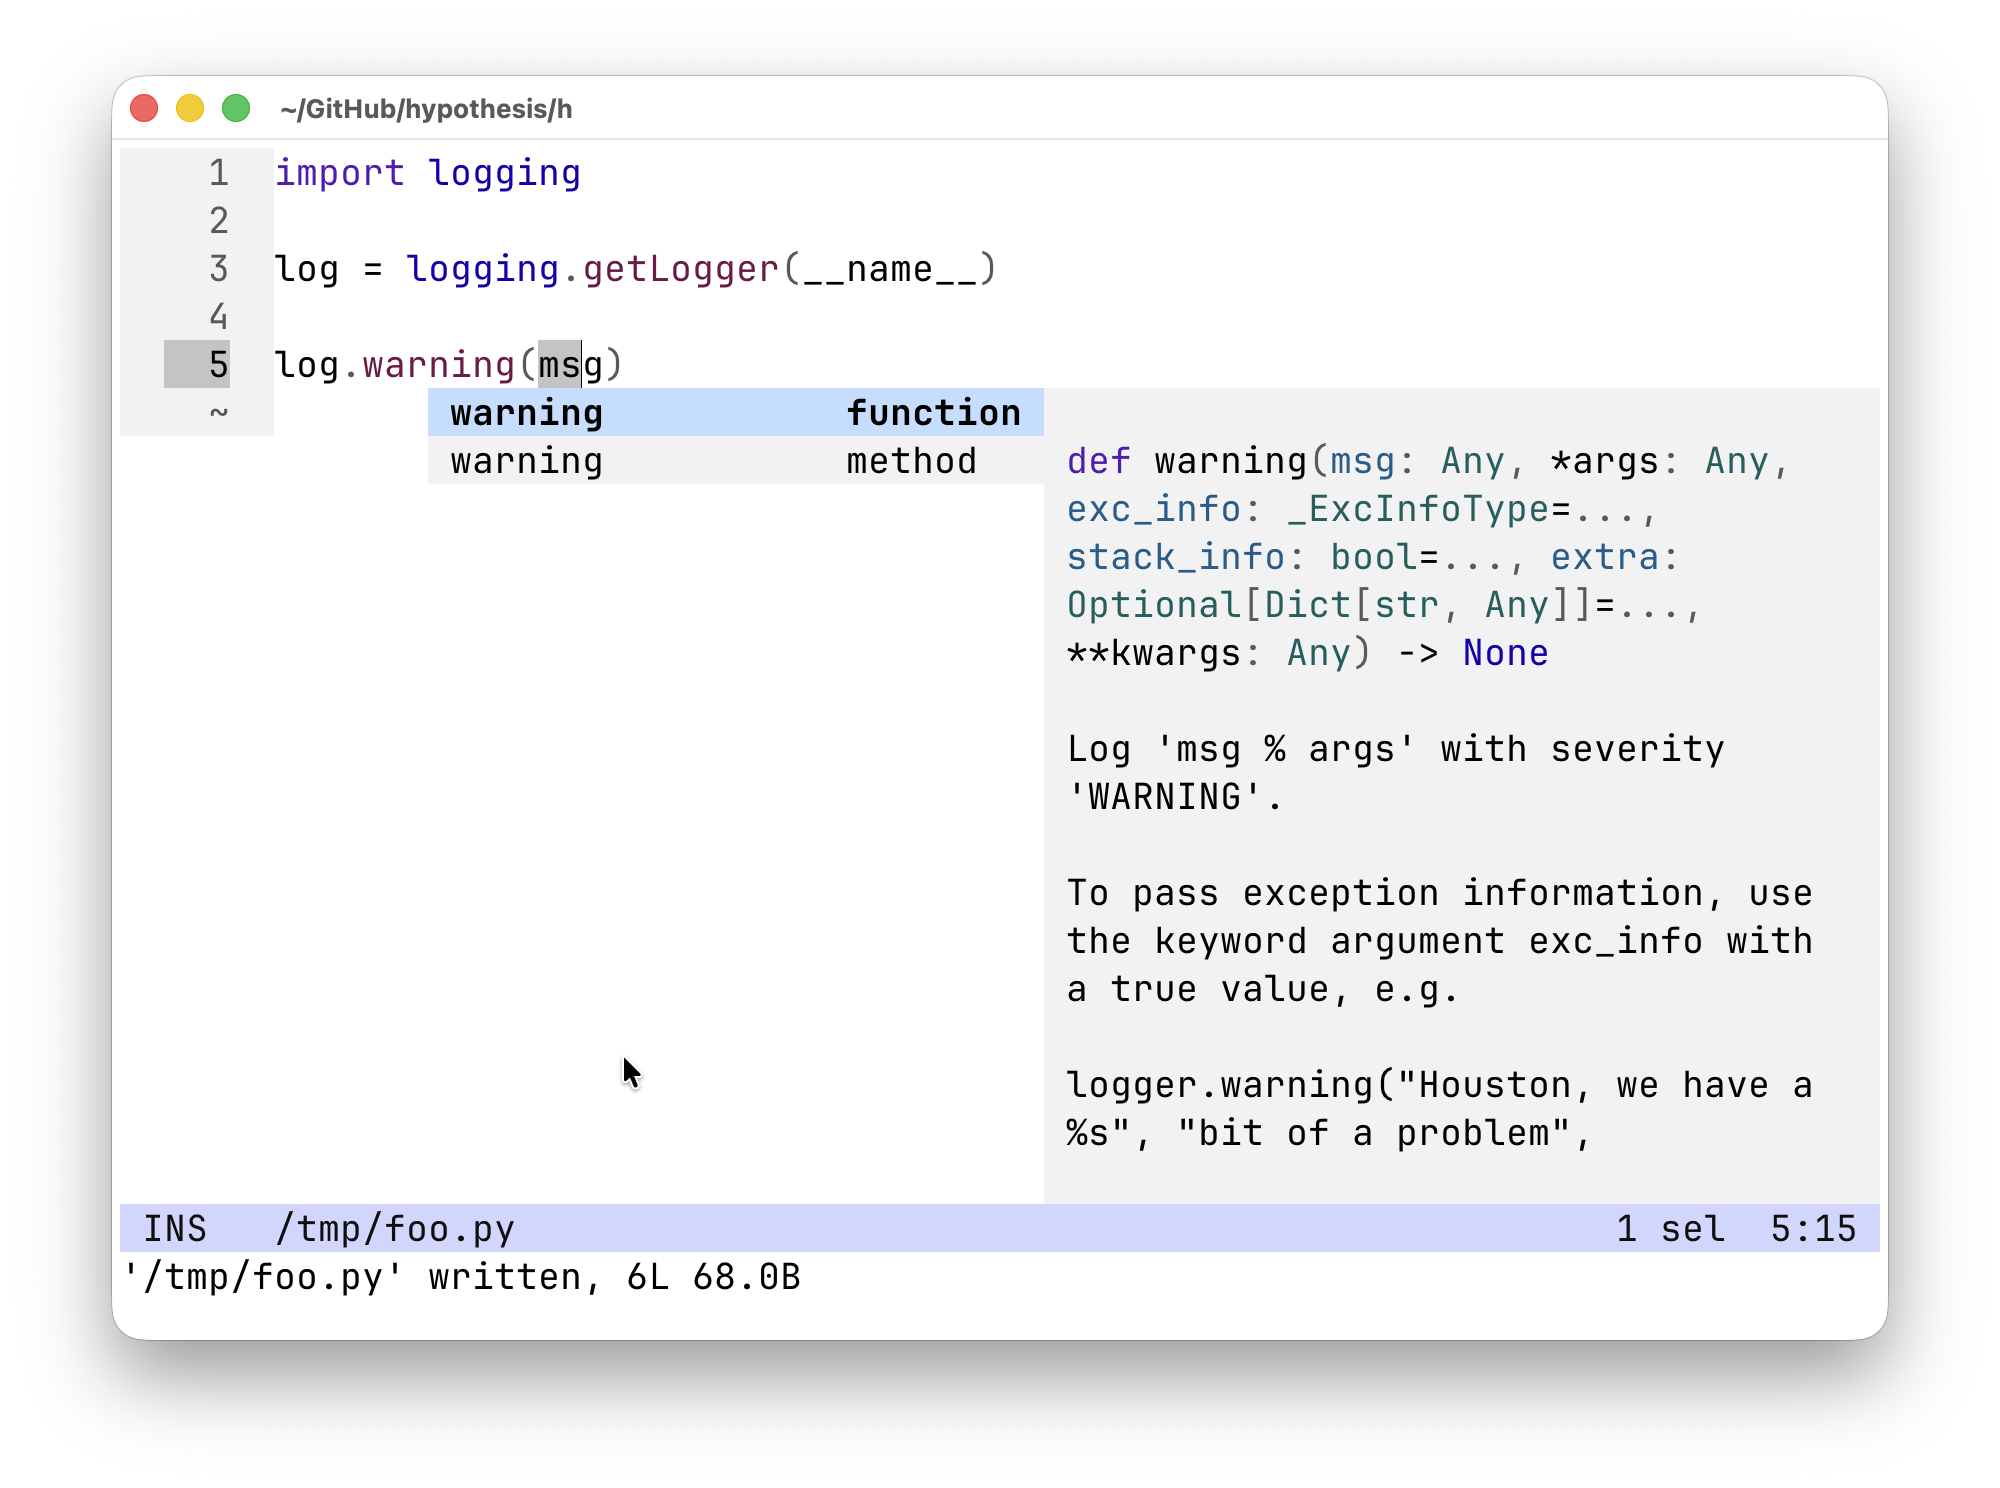 ~/GitHub/hypothesis/h
1 import logging
2
3 log = logging.getLogger(__name__)
4
5 log.warning(msg)
~
warning function
warning method
def warning(msg: Any, *args: Any,
exc_info: _ExcInfoType=...,
stack_info: bool=..., extra:
Optional[Dict[str, Any]]=...,
**kwargs: Any) -> None
Log 'msg % args' with severity
'WARNING'.
To pass exception information, use
the keyword argument exc_info with
a true value, e.g.
logger.warning("Houston, we have a
%s", "bit of a problem",
INS /tmp/foo.py 1 sel 5:15
'/tmp/foo.py' written, 6L 68.0B